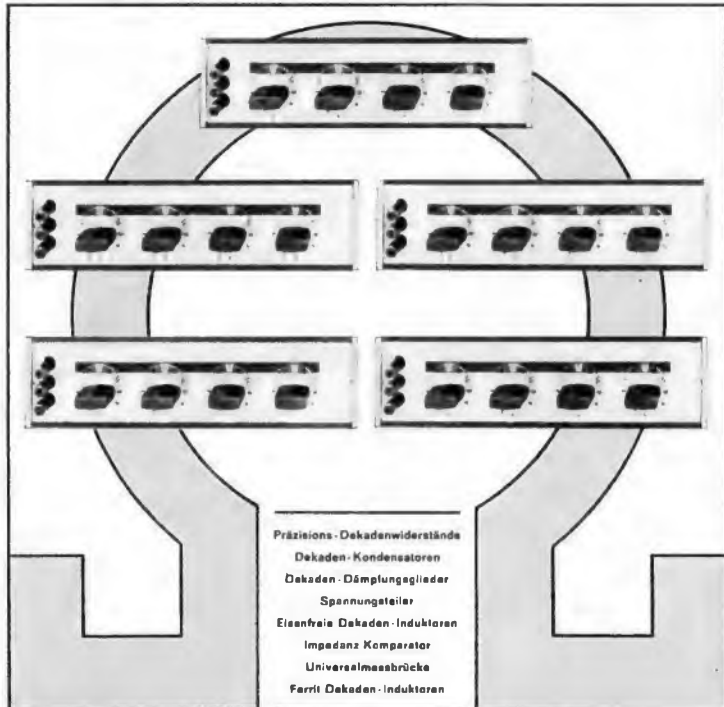 Präzisions-Dekadenwiderstände
Dekaden-Kondensatoren
Dekaden-Dämpfungsglieder
Spannungsteiler
Eisenfreie Dekaden-Induktoren
Impedanz Komparator
Universalmessbrücke
Ferrit Dekaden-Induktoren